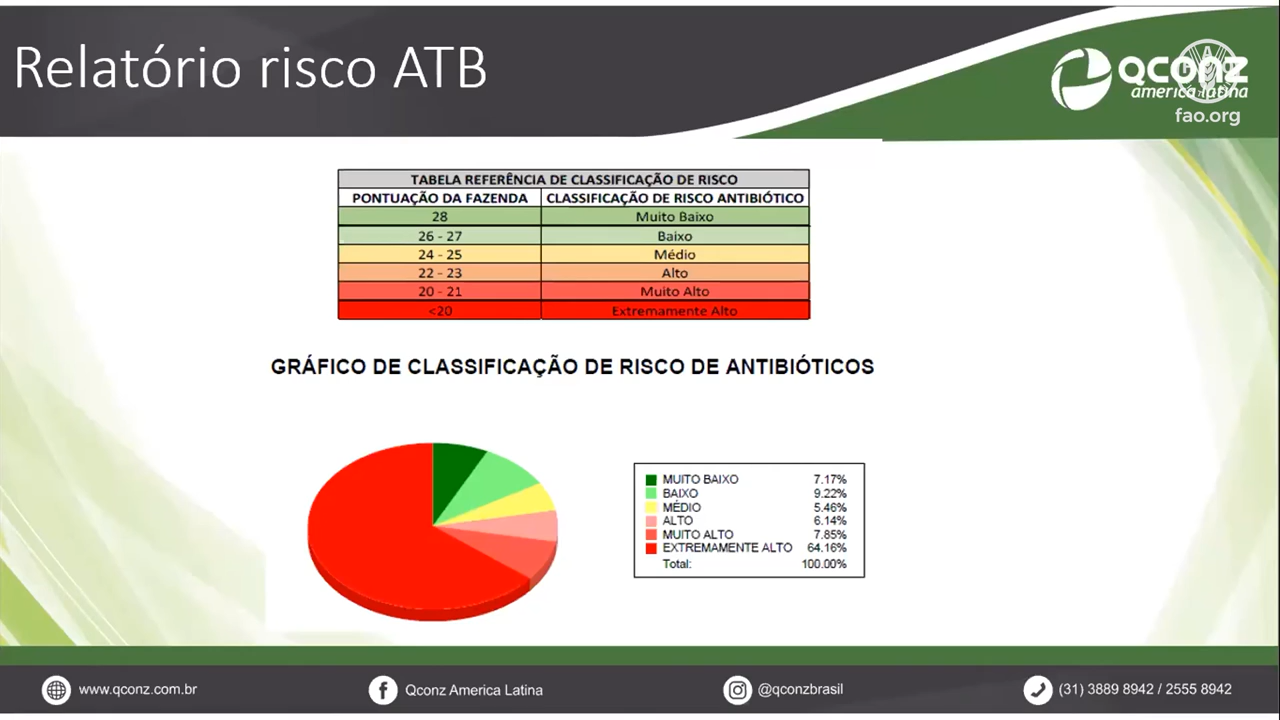 Relatório risco ATB
QCONZ
america latina
fao.org
TABELA REFERÊNCIA DE CLASSIFICAÇÃO DE RISCO
PONTUAÇÃO DA FAZENDA CLASSIFICAÇÃO DE RISCO ANTIBIÓTICO
28 Muito Baixo
26 - 27 Baixo
24 - 25 Médio
22 - 23 Alto
20 - 21 Muito Alto
<20 Extremamente Alto
GRÁFICO DE CLASSIFICAÇÃO DE RISCO DE ANTIBIÓTICOS
MUITO BAIXO 7.17%
BAIXO 9.22%
MÉDIO 5.46%
ALTO 6.14%
MUITO ALTO 7.85%
EXTREMAMENTE ALTO 64.16%
Total: 100.00%
www.qconz.com.br
Qconz America Latina
@qconzbrasil
(31) 3889 8942 / 2555 8942